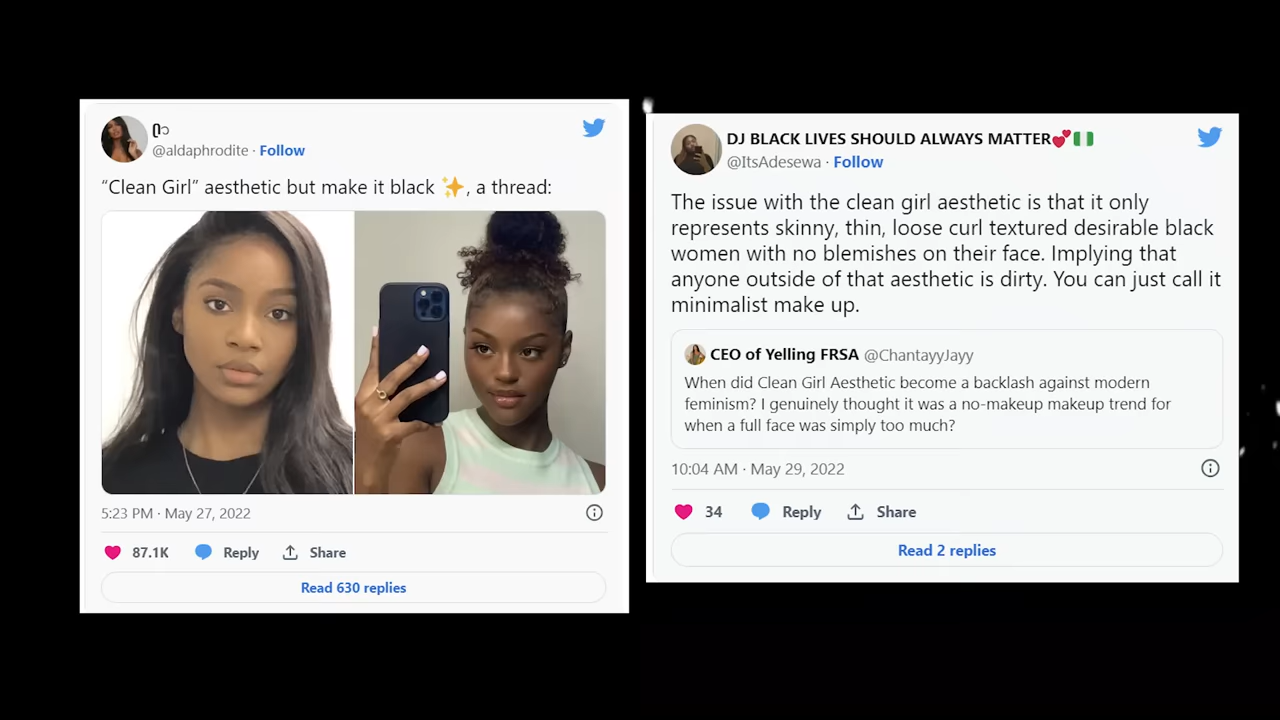 @aldaphrodite · Follow
“Clean Girl” aesthetic but make it black ✨, a thread:
5:23 PM · May 27, 2022
87.1K Reply Share
Read 630 replies
DJ BLACK LIVES SHOULD ALWAYS MATTER💕🇳🇬
@ItsAdesewa · Follow
The issue with the clean girl aesthetic is that it only
represents skinny, thin, loose curl textured desirable black
women with no blemishes on their face. Implying that
anyone outside of that aesthetic is dirty. You can just call it
minimalist make up.
CEO of Yelling FRSA @ChantayyJayy
When did Clean Girl Aesthetic become a backlash against modern
feminism? I genuinely thought it was a no-makeup makeup trend for
when a full face was simply too much?
10:04 AM · May 29, 2022
34 Reply Share
Read 2 replies